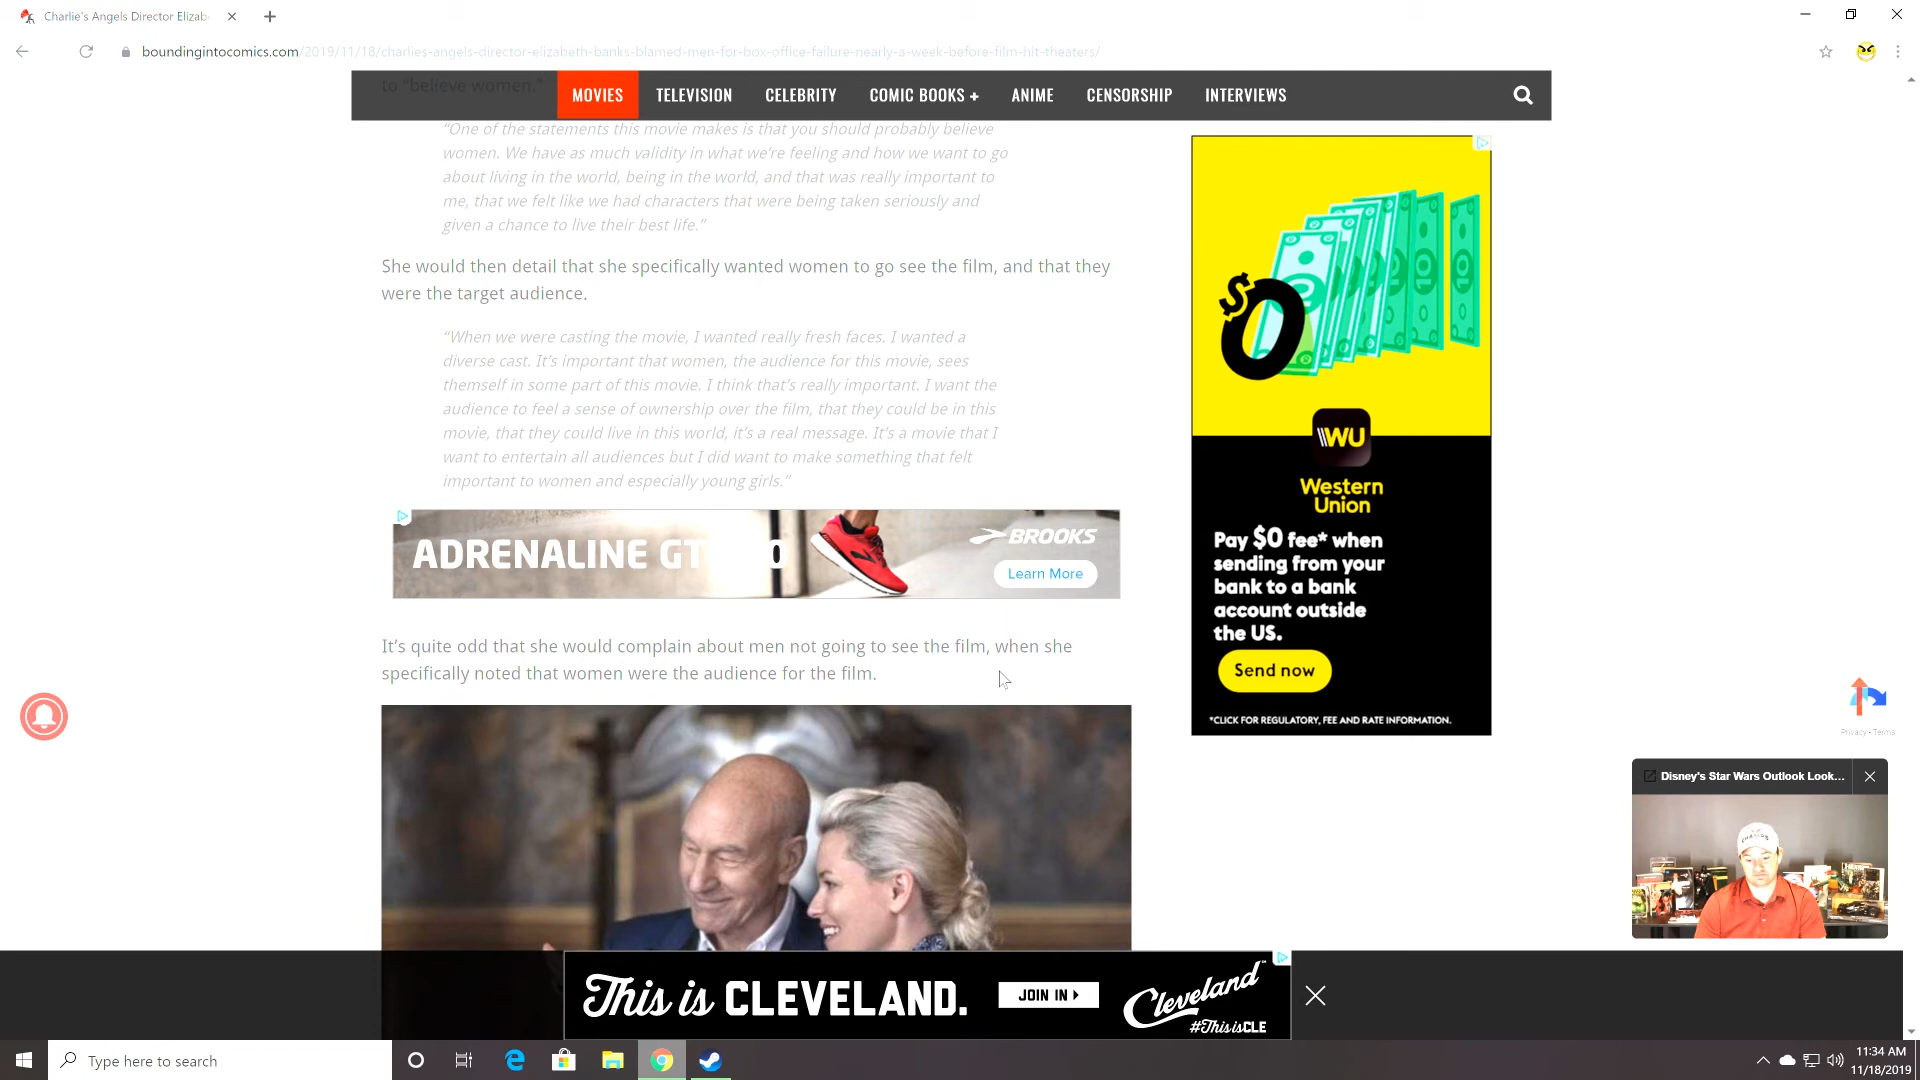 Charlie's Angels Director Elizab
boundingintocomics.com/2019/11/18/charlies-angels-director-elizabeth-banks-blamed-men-for-box-office-failure-nearly-a-week-before-film-hit-theaters/
to “believe women.”
MOVIES TELEVISION CELEBRITY COMIC BOOKS + ANIME CENSORSHIP INTERVIEWS
“One of the statements this movie makes is that you should probably believe
women. We have as much validity in what we’re feeling and how we want to go
about living in the world, being in the world, and that was really important to
me, that we felt like we had characters that were being taken seriously and
given a chance to live their best life.”
She would then detail that she specifically wanted women to go see the film, and that they
were the target audience.
“When we were casting the movie, I wanted really fresh faces. I wanted a
diverse cast. It’s important that women, the audience for this movie, sees
themself in some part of this movie. I think that’s really important. I want the
audience to feel a sense of ownership over the film, that they could be in this
movie, that they could live in this world, it’s a real message. It’s a movie that I
want to entertain all audiences but I did want to make something that felt
important to women and especially young girls.”
ADRENALINE GT
BROOKS
Learn More
It’s quite odd that she would complain about men not going to see the film, when she
specifically noted that women were the audience for the film.
$0
WU
Western
Union
Pay $0 fee* when
sending from your
bank to a bank
account outside
the US.
Send now
*CLICK FOR REGULATORY, FEE AND RATE INFORMATION.
Privacy - Terms
Disney's Star Wars Outlook Look...
This is CLEVELAND.
JOIN IN
Cleveland
#ThisisCLE
Type here to search
11:34 AM
11/18/2019